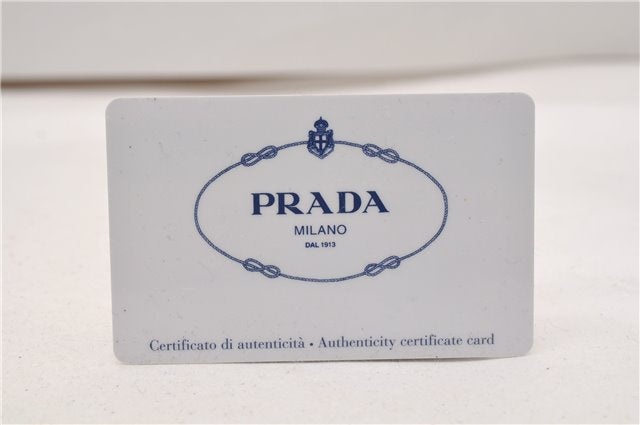 PRADA
MILANO
DAL 1913
Certificato di autenticità • Authenticity certificate card